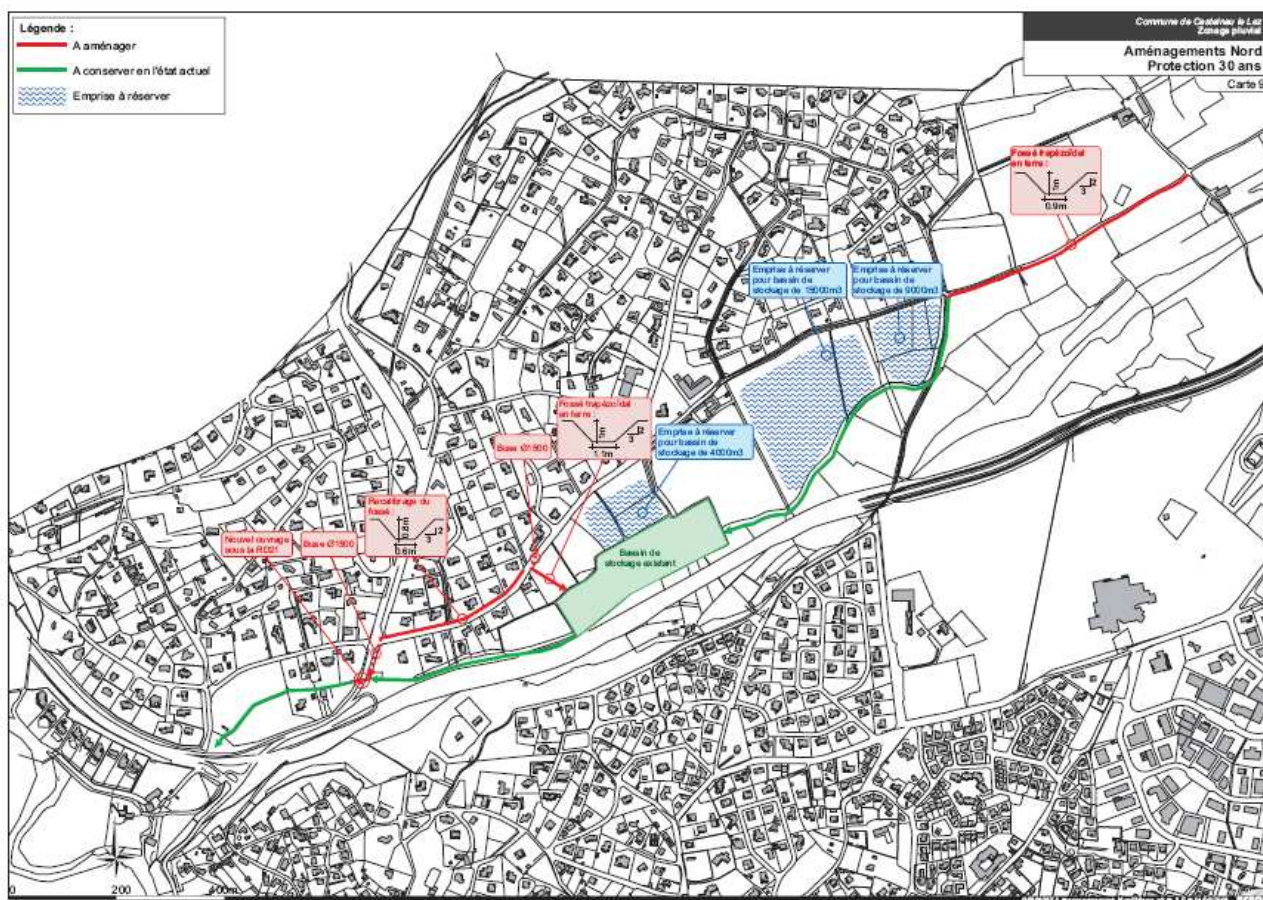 Légende :
A aménager
A conserver en l'état actuel
Emprise à réserver
Commune de Castelnau le Lez
Zonage pluvial
Aménagements Nord
Protection 30 ans
Carte 9
Fossé trapézoïdal
en terre :
1m
3
2
0.9m
Emprise à réserver
pour bassin de
stockage de 15000m3
Emprise à réserver
pour bassin de
stockage de 9000m3
Fossé trapézoïdal
en terre :
1m
3
2
1.1m
Emprise à réserver
pour bassin de
stockage de 4000m3
Buse Ø1500
Recalibrage du
fossé :
0.8m
3
2
0.6m
Nouvel ouvrage
sous la RD21
Buse Ø1500
Bassin de
stockage existant
0
200
400m